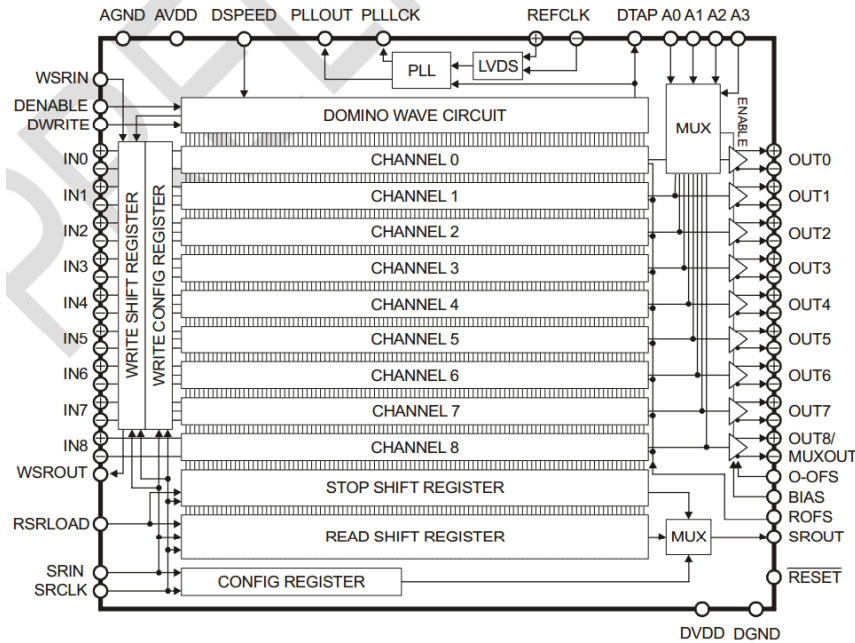 AGND AVDD DSPEED PLLOUT PLLLCK REFCLK DTAP A0 A1 A2 A3
WSRIN
PLL
LVDS
DENABLE
DWRITE
DOMINO WAVE CIRCUIT
MUX
ENABLE
IN0
CHANNEL 0
OUT0
IN1
CHANNEL 1
OUT1
IN2
CHANNEL 2
OUT2
IN3
CHANNEL 3
OUT3
WRITE SHIFT REGISTER
WRITE CONFIG REGISTER
IN4
CHANNEL 4
OUT4
IN5
CHANNEL 5
OUT5
IN6
CHANNEL 6
OUT6
IN7
CHANNEL 7
OUT7
IN8
CHANNEL 8
OUT8/
MUXOUT
WSROUT
STOP SHIFT REGISTER
O-OFS
BIAS
RSRLOAD
READ SHIFT REGISTER
MUX
ROFS
SROUT
SRIN
SRCLK
CONFIG REGISTER
RESET
DVDD DGND